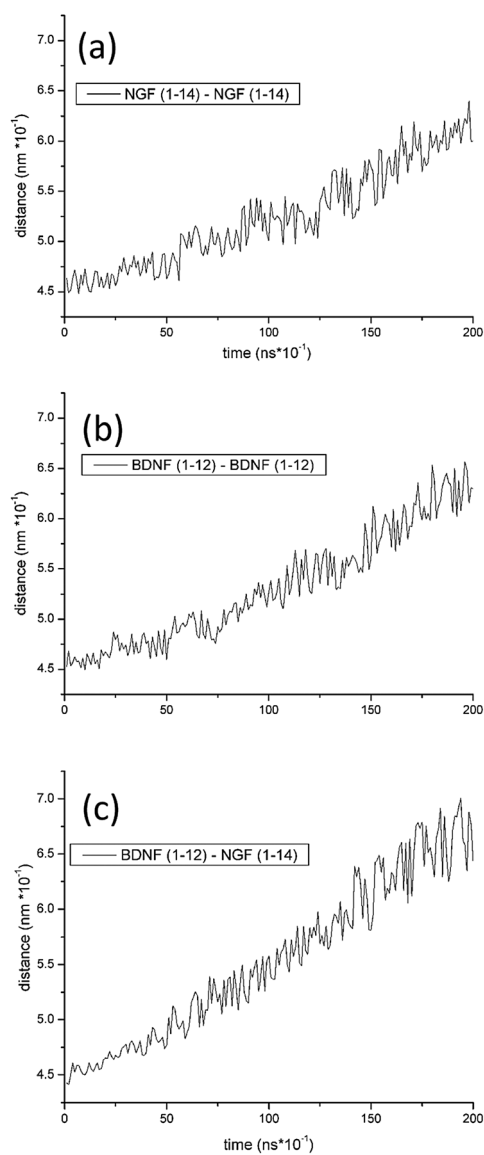 (a)
7.0
NGF (1-14) - NGF (1-14)
6.5
6.0
5.5
5.0
4.5
distance (nm *10⁻¹)
0 50 100 150 200
time (ns*10⁻¹)
(b)
7.0
BDNF (1-12) - BDNF (1-12)
6.5
6.0
5.5
5.0
4.5
distance (nm *10⁻¹)
0 50 100 150 200
(c)
7.0
BDNF (1-12) - NGF (1-14)
6.5
6.0
5.5
5.0
4.5
distance (nm *10⁻¹)
0 50 100 150 200
time (ns*10⁻¹)